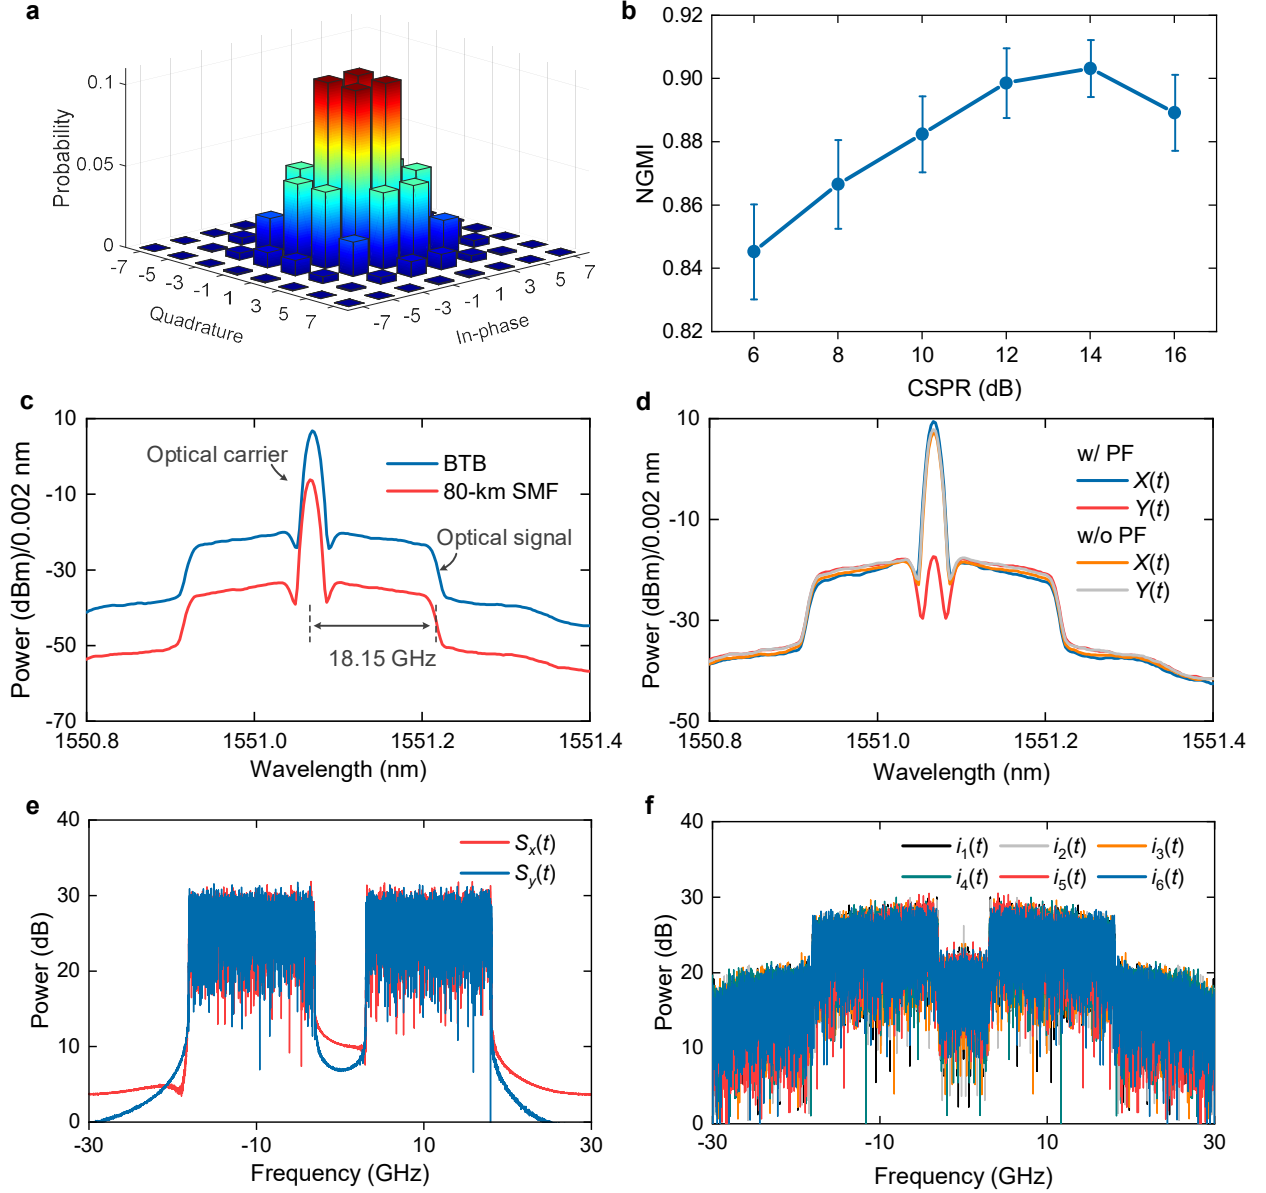 a
Probability
0.1
0.05
0
-7 -5 -3 -1 1 3 5 7
Quadrature
-7 -5 -3 -1 1 3 5 7
In-phase
b
NGMI
0.92
0.90
0.88
0.86
0.84
0.82
6 8 10 12 14 16
CSPR (dB)
c
Power (dBm)/0.002 nm
10
-10
-30
-50
-70
Optical carrier
BTB
80-km SMF
Optical signal
18.15 GHz
1550.8 1551.0 1551.2 1551.4
Wavelength (nm)
d
Power (dBm)/0.002 nm
10
-10
-30
-50
w/ PF
X(t)
Y(t)
w/o PF
X(t)
Y(t)
1550.8 1551.0 1551.2 1551.4
Wavelength (nm)
e
Power (dB)
40
30
20
10
0
Sx(t)
Sy(t)
-30 -10 10 30
Frequency (GHz)
f
Power (dB)
40
30
20
10
0
i1(t) i2(t) i3(t)
i4(t) i5(t) i6(t)
-30 -10 10 30
Frequency (GHz)